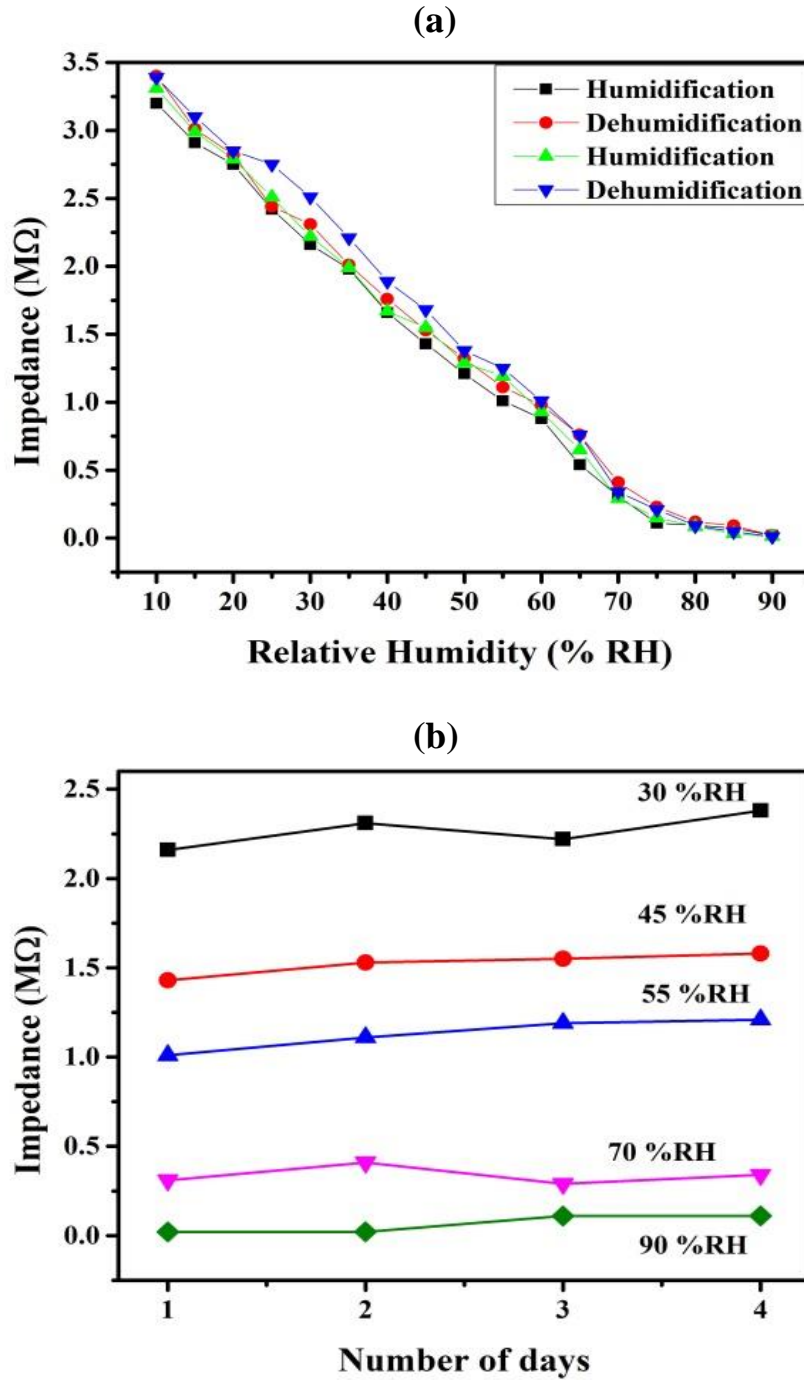 (a)
Impedance (MΩ)
3.5
3.0
2.5
2.0
1.5
1.0
0.5
0.0
Humidification
Dehumidification
Humidification
Dehumidification
10 20 30 40 50 60 70 80 90
Relative Humidity (% RH)
(b)
Impedance (MΩ)
2.5
2.0
1.5
1.0
0.5
0.0
30 %RH
45 %RH
55 %RH
70 %RH
90 %RH
1 2 3 4
Number of days